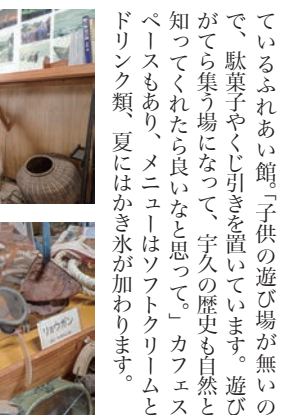 ているふれあい館。「子供の遊び場が無いの
で、駄菓子やくじ引きを置いています。遊び
がてら集う場になって、宇久の歴史も自然と
知ってくれたら良いなと思って。」カフェス
ペースもあり、メニューはソフトクリームと
ドリンク類、夏にはかき氷が加わります。
リョウボシ